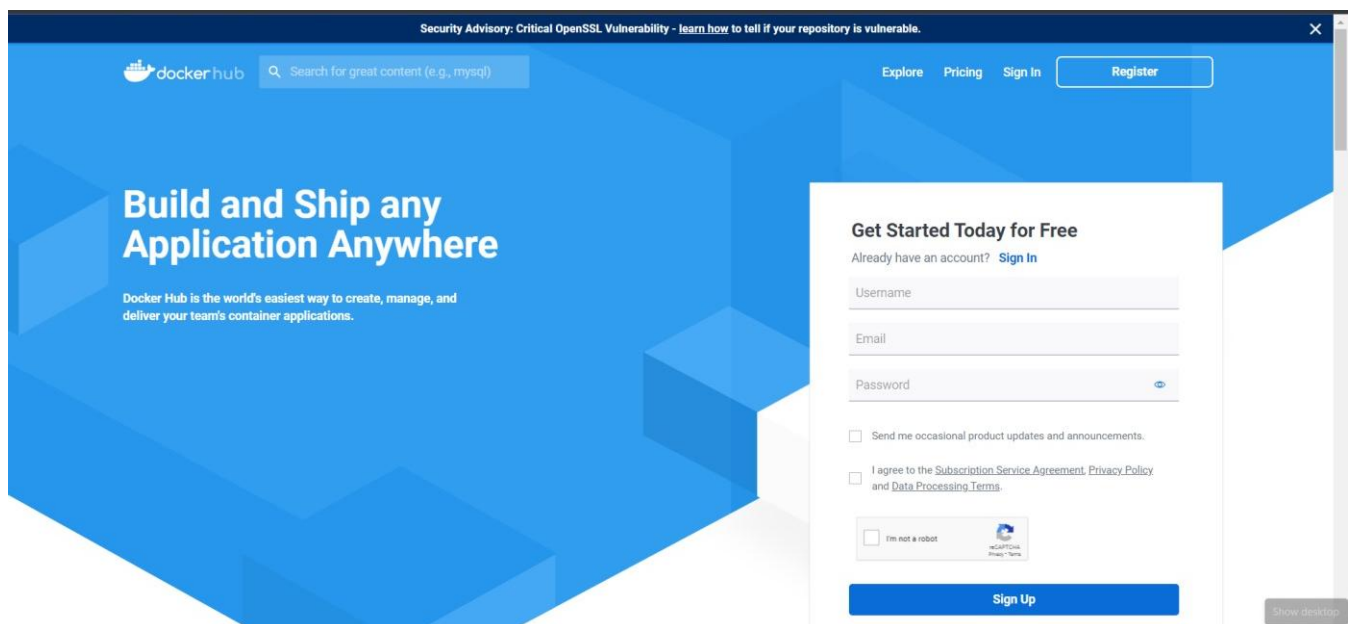 Security Advisory: Critical OpenSSL Vulnerability - learn how to tell if your repository is vulnerable.
dockerhub
Search for great content (e.g., mysql)
Explore
Pricing
Sign In
Register
Build and Ship any
Application Anywhere
Docker Hub is the world's easiest way to create, manage, and
deliver your team's container applications.
Get Started Today for Free
Already have an account? Sign In
Username
Email
Password
Send me occasional product updates and announcements.
I agree to the Subscription Service Agreement, Privacy Policy
and Data Processing Terms.
I'm not a robot
reCAPTCHA
Privacy - Terms
Sign Up
Show desktop